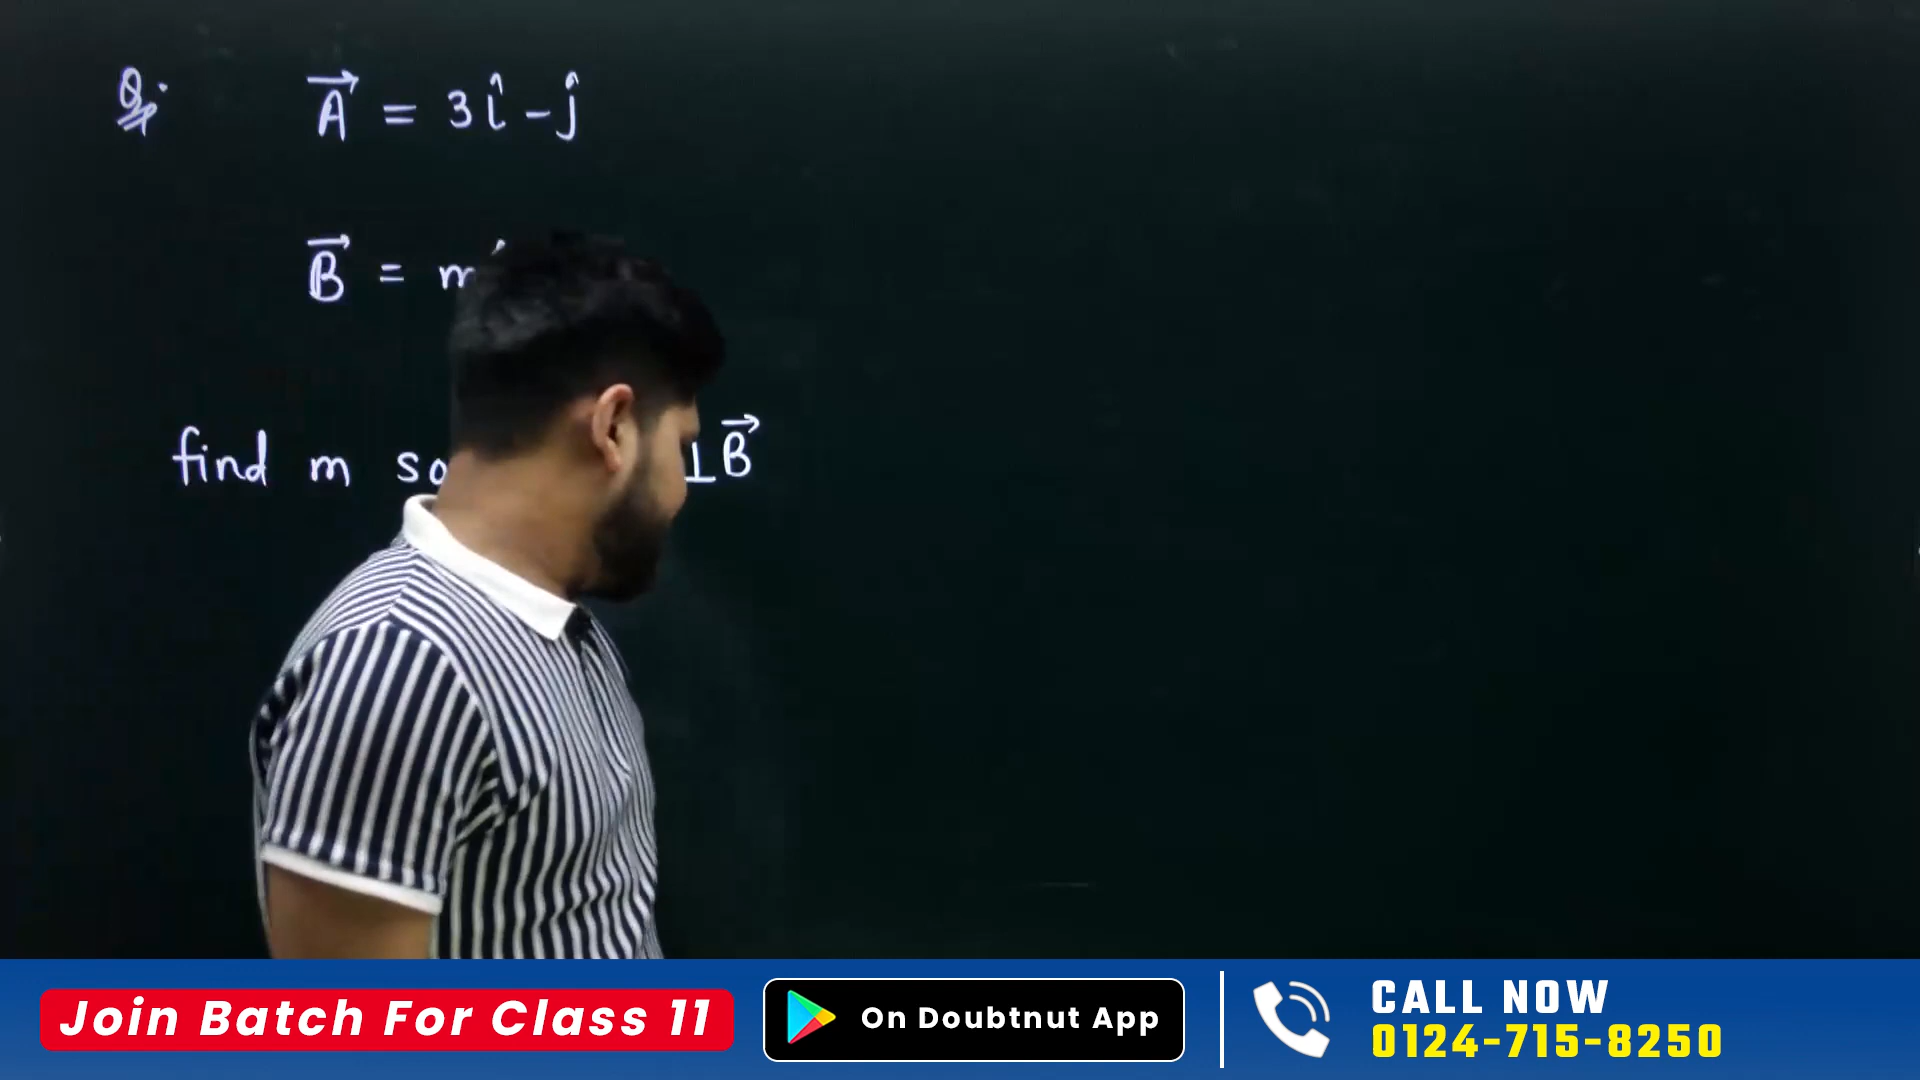 Q.
A = 3î - ĵ
B = m
find m so ⊥ B
Join Batch For Class 11
On Doubtnut App
CALL NOW
0124-715-8250